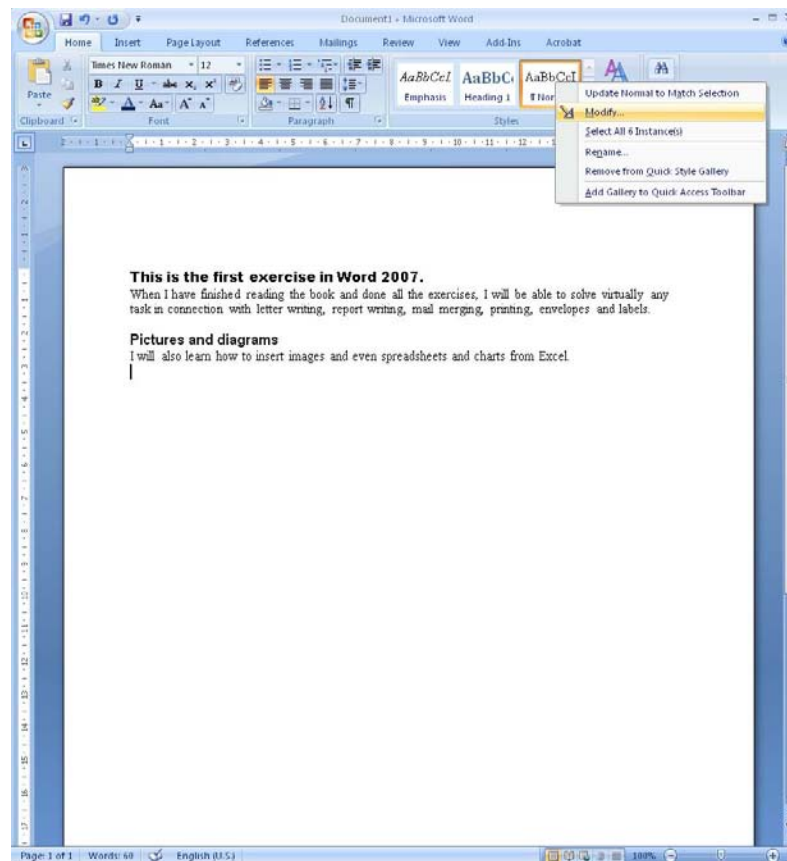 Document1 - Microsoft Word
Home Insert Page Layout References Mailings Review View Add-Ins Acrobat
Times New Roman 12
Paste
B I U abc x₂ x² Aa A A
AaBbCcI AaBbCc AaBbCcI
Emphasis Heading 1 ¶ Nor
Clipboard Font Paragraph Styles
Update Normal to Match Selection
Modify...
Select All 6 Instance(s)
Rename...
Remove from Quick Style Gallery
Add Gallery to Quick Access Toolbar
This is the first exercise in Word 2007.
When I have finished reading the book and done all the exercises, I will be able to solve virtually any
task in connection with letter writing, report writing, mail merging, printing, envelopes and labels.
Pictures and diagrams
I will also learn how to insert images and even spreadsheets and charts from Excel.
Page: 1 of 1 Words: 60 English (U.S.) 100%